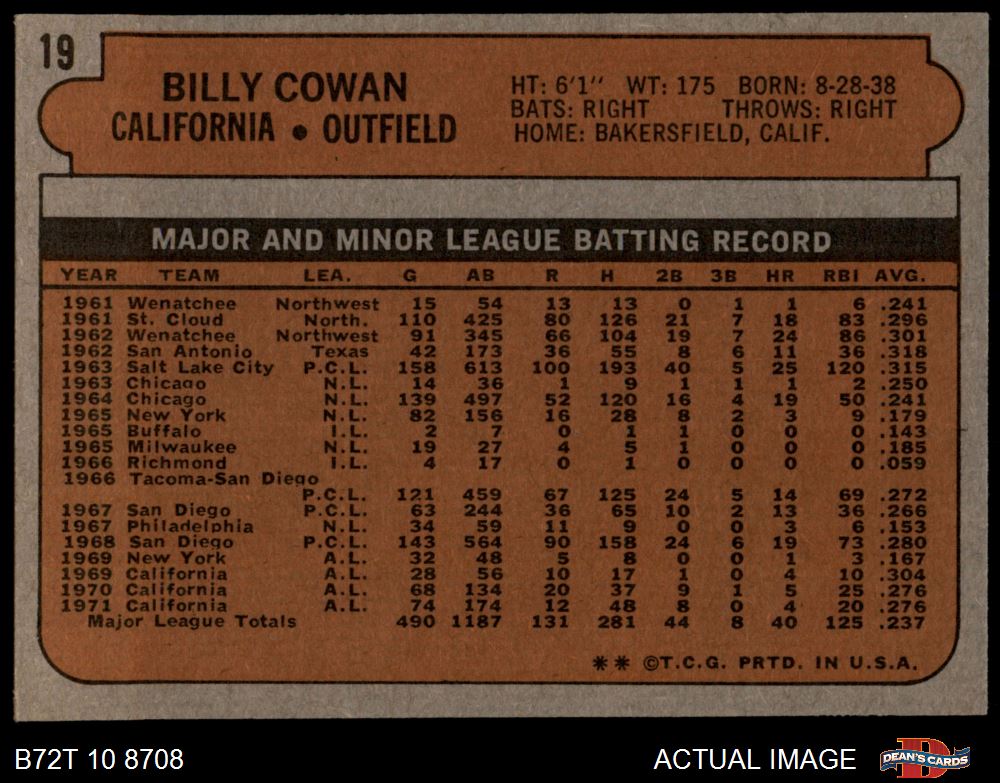 19
BILLY COWAN
CALIFORNIA • OUTFIELD
HT: 6'1" WT: 175 BORN: 8-28-38
BATS: RIGHT THROWS: RIGHT
HOME: BAKERSFIELD, CALIF.
MAJOR AND MINOR LEAGUE BATTING RECORD
YEAR TEAM LEA. G AB R H 2B 3B HR RBI AVG.
1961 Wenatchee Northwest 15 54 13 13 0 1 1 6 .241
1961 St. Cloud North. 110 425 80 126 21 7 18 83 .296
1962 Wenatchee Northwest 91 345 66 104 19 7 24 86 .301
1962 San Antonio Texas 42 173 36 55 8 6 11 36 .318
1963 Salt Lake City P.C.L. 158 613 100 193 40 5 25 120 .315
1963 Chicago N.L. 14 36 1 9 1 1 1 2 .250
1964 Chicago N.L. 139 497 52 120 16 4 19 50 .241
1965 New York N.L. 82 156 16 28 8 2 3 9 .179
1965 Buffalo I.L. 2 7 0 1 1 0 0 0 .143
1965 Milwaukee N.L. 19 27 4 5 1 0 0 0 .185
1966 Richmond I.L. 4 17 0 1 0 0 0 0 .059
1966 Tacoma-San Diego
P.C.L. 121 459 67 125 24 5 14 69 .272
1967 San Diego P.C.L. 63 244 36 65 10 2 13 36 .266
1967 Philadelphia N.L. 34 59 11 9 0 0 3 6 .153
1968 San Diego P.C.L. 143 564 90 158 24 6 19 73 .280
1969 New York A.L. 32 48 5 8 0 0 1 3 .167
1969 California A.L. 28 56 10 17 1 0 4 10 .304
1970 California A.L. 68 134 20 37 9 1 5 25 .276
1971 California A.L. 74 174 12 48 8 0 4 20 .276
Major League Totals 490 1187 131 281 44 8 40 125 .237
** ©T.C.G. PRTD. IN U.S.A.
B72T 10 8708
ACTUAL IMAGE
DEAN'S CARDS